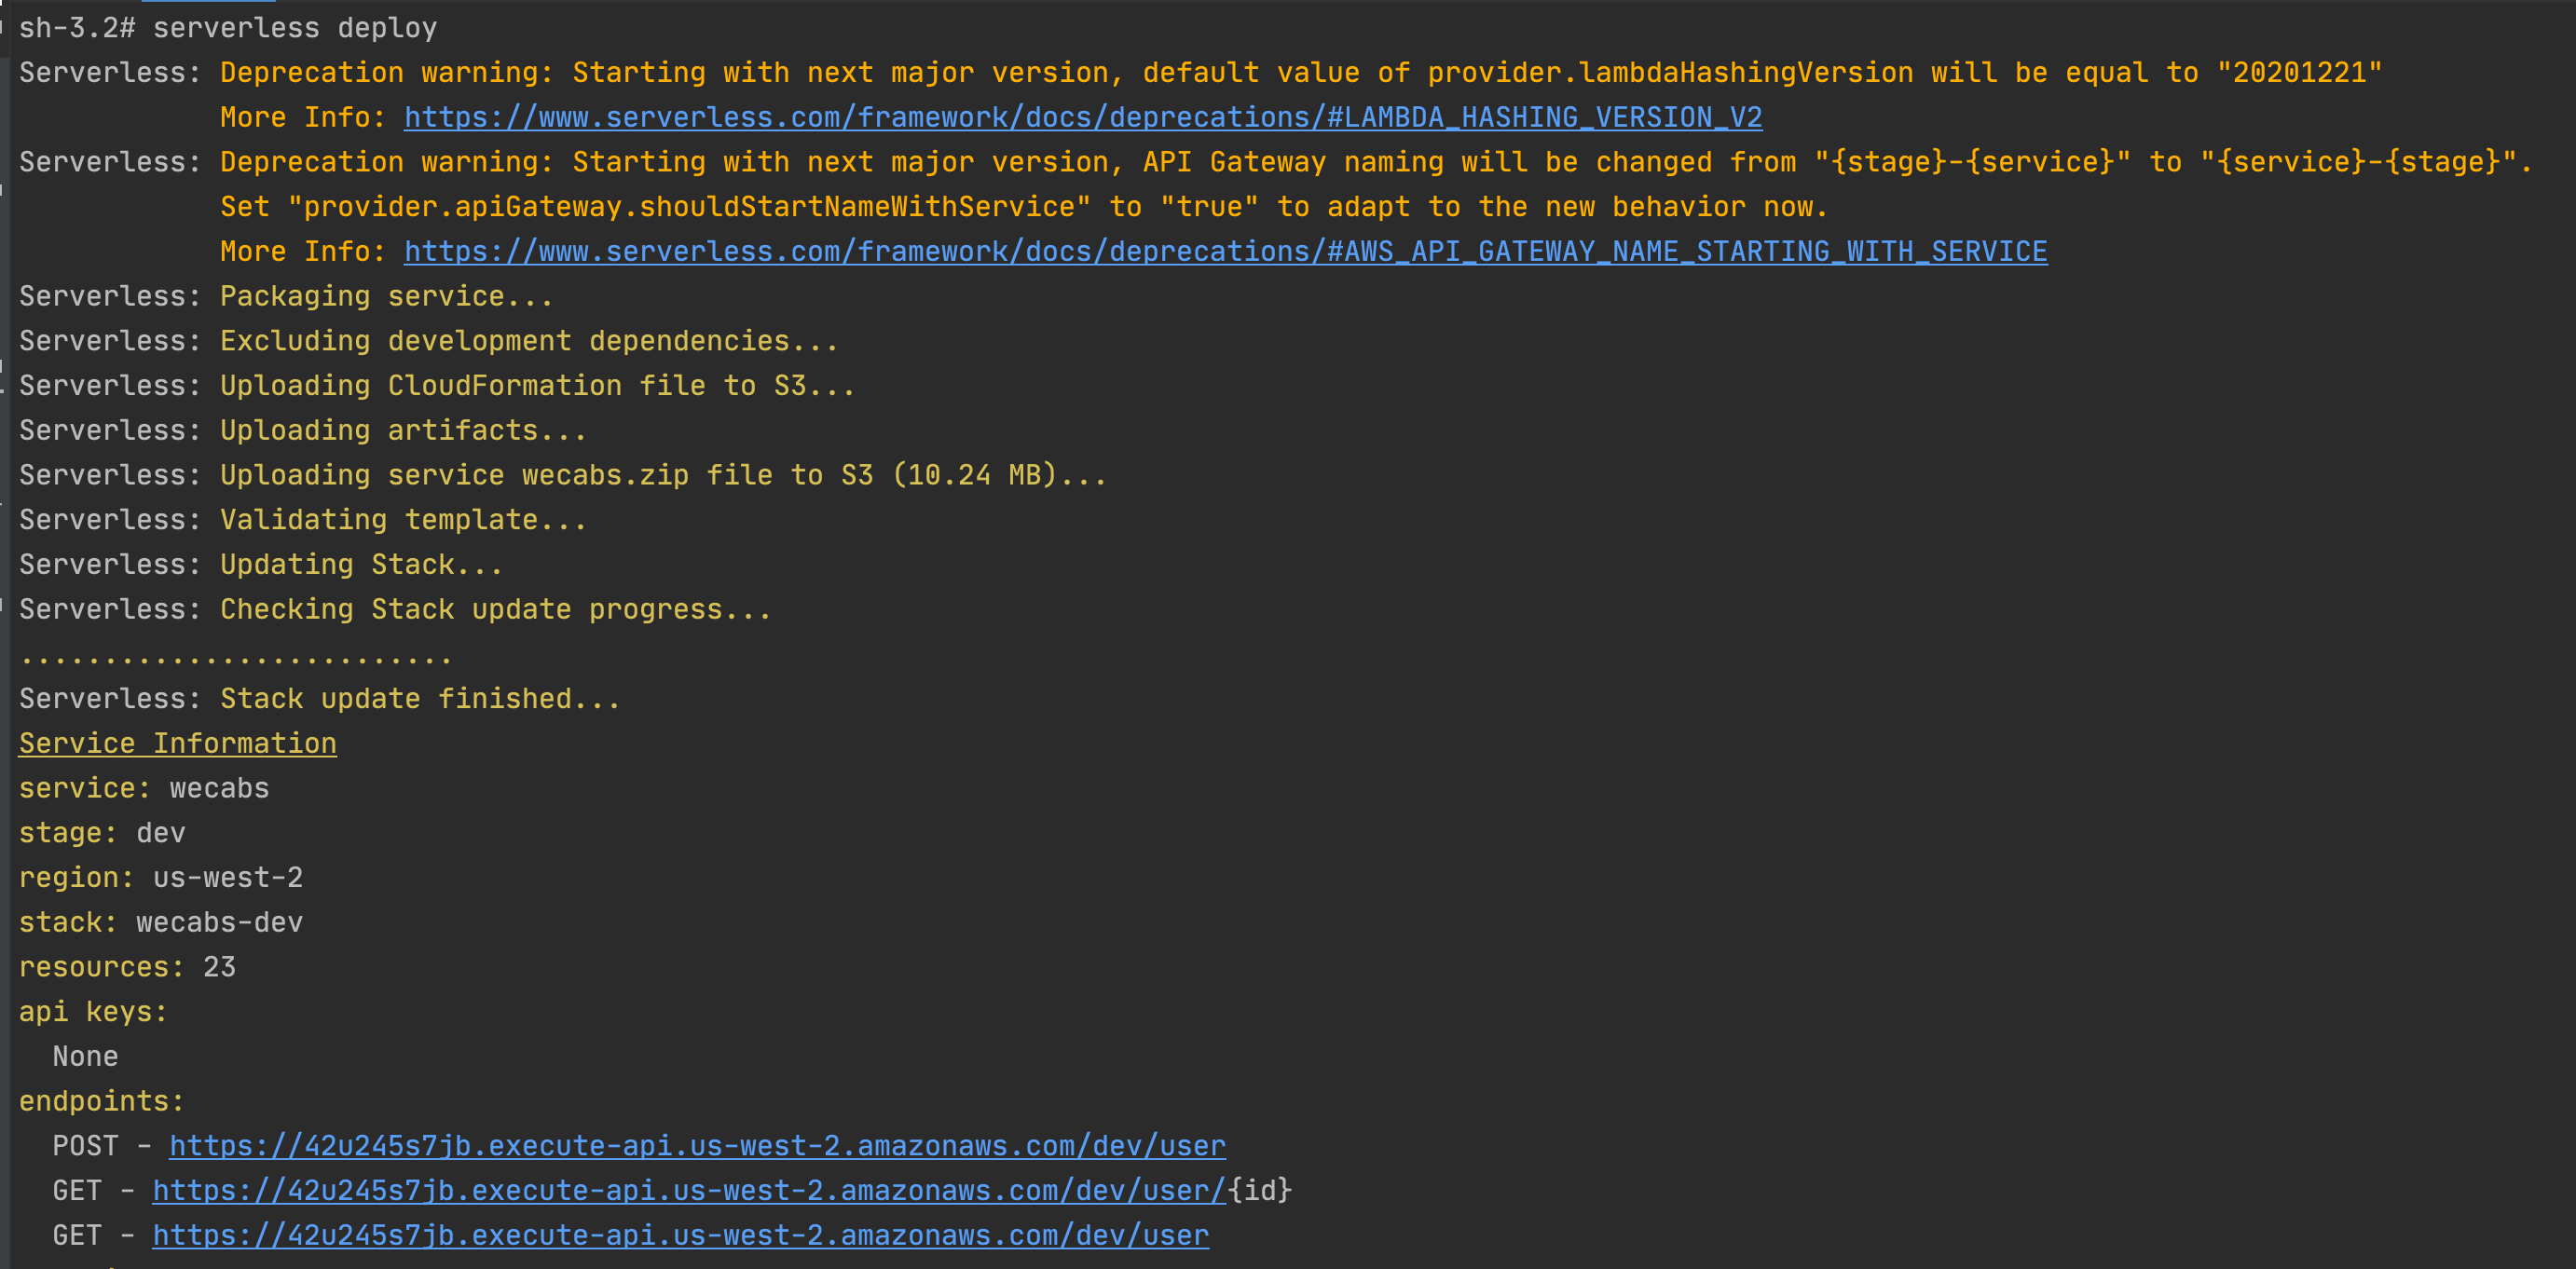 sh-3.2# serverless deploy
Serverless: Deprecation warning: Starting with next major version, default value of provider.lambdaHashingVersion will be equal to "20201221"
            More Info: https://www.serverless.com/framework/docs/deprecations/#LAMBDA_HASHING_VERSION_V2
Serverless: Deprecation warning: Starting with next major version, API Gateway naming will be changed from "{stage}-{service}" to "{service}-{stage}".
            Set "provider.apiGateway.shouldStartNameWithService" to "true" to adapt to the new behavior now.
            More Info: https://www.serverless.com/framework/docs/deprecations/#AWS_API_GATEWAY_NAME_STARTING_WITH_SERVICE
Serverless: Packaging service...
Serverless: Excluding development dependencies...
Serverless: Uploading CloudFormation file to S3...
Serverless: Uploading artifacts...
Serverless: Uploading service wecabs.zip file to S3 (10.24 MB)...
Serverless: Validating template...
Serverless: Updating Stack...
Serverless: Checking Stack update progress...
..........................
Serverless: Stack update finished...
Service Information
service: wecabs
stage: dev
region: us-west-2
stack: wecabs-dev
resources: 23
api keys:
  None
endpoints:
  POST - https://42u245s7jb.execute-api.us-west-2.amazonaws.com/dev/user
  GET - https://42u245s7jb.execute-api.us-west-2.amazonaws.com/dev/user/{id}
  GET - https://42u245s7jb.execute-api.us-west-2.amazonaws.com/dev/user